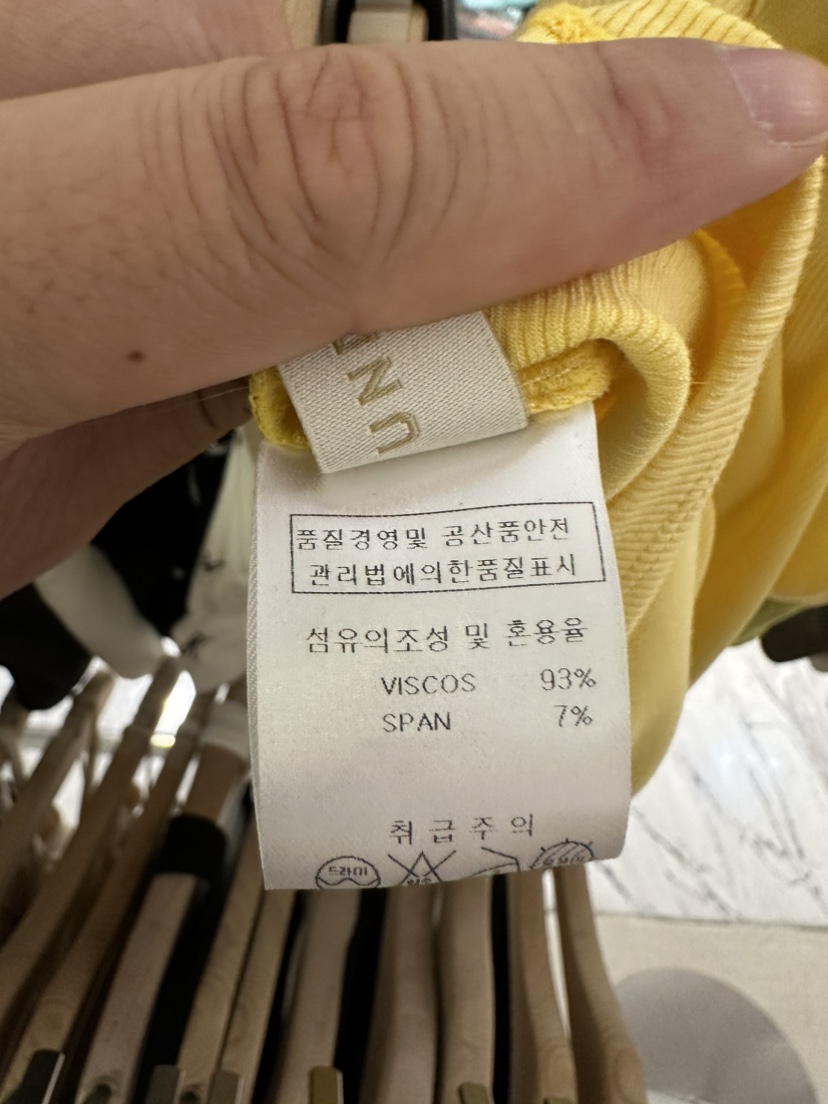 품질경영및 공산품안전
관리법에의한품질표시
섬유의조성 및 혼용율
VISCOS 93%
SPAN 7%
취급주의
드라이